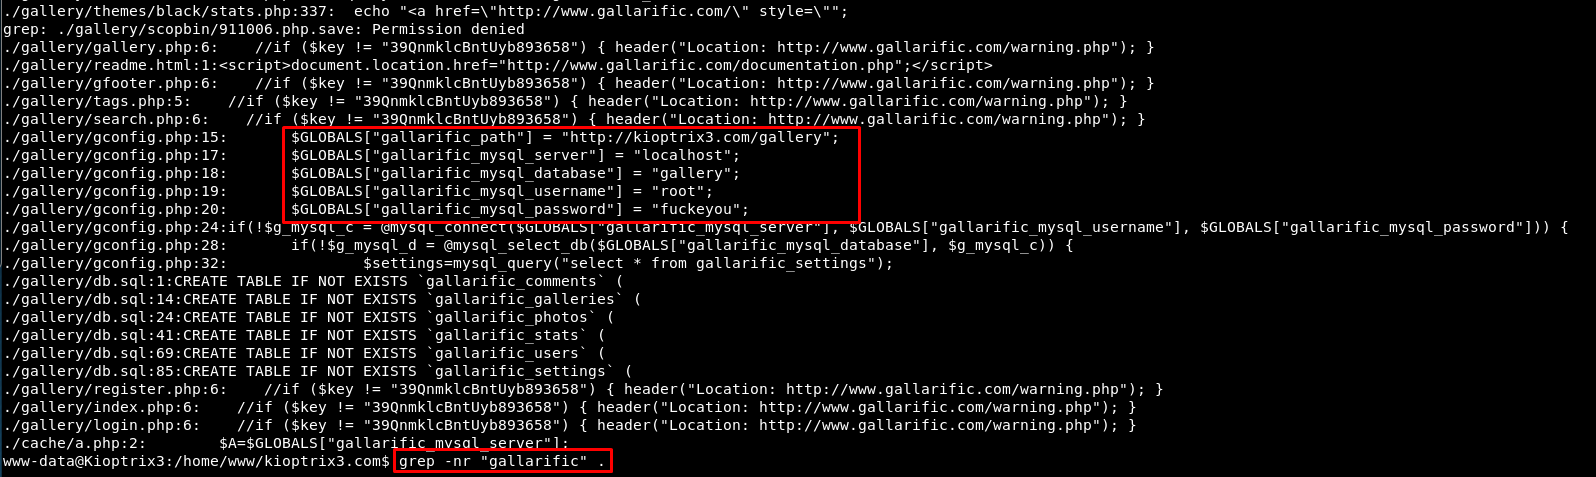 ./gallery/themes/black/stats.php:337:  echo "<a href=\"http://www.gallarific.com/\" style=\"";
grep: ./gallery/scopbin/911006.php.save: Permission denied
./gallery/gallery.php:6:    //if ($key != "39QnmklcBntUyb893658") { header("Location: http://www.gallarific.com/warning.php"); }
./gallery/readme.html:1:<script>document.location.href="http://www.gallarific.com/documentation.php";</script>
./gallery/gfooter.php:6:    //if ($key != "39QnmklcBntUyb893658") { header("Location: http://www.gallarific.com/warning.php"); }
./gallery/tags.php:5:    //if ($key != "39QnmklcBntUyb893658") { header("Location: http://www.gallarific.com/warning.php"); }
./gallery/search.php:6:    //if ($key != "39QnmklcBntUyb893658") { header("Location: http://www.gallarific.com/warning.php"); }
./gallery/gconfig.php:15:       $GLOBALS["gallarific_path"] = "http://kioptrix3.com/gallery";
./gallery/gconfig.php:17:       $GLOBALS["gallarific_mysql_server"] = "localhost";
./gallery/gconfig.php:18:       $GLOBALS["gallarific_mysql_database"] = "gallery";
./gallery/gconfig.php:19:       $GLOBALS["gallarific_mysql_username"] = "root";
./gallery/gconfig.php:20:       $GLOBALS["gallarific_mysql_password"] = "fuckeyou";
./gallery/gconfig.php:24:if(!$g_mysql_c = @mysql_connect($GLOBALS["gallarific_mysql_server"], $GLOBALS["gallarific_mysql_username"], $GLOBALS["gallarific_mysql_password"])) {
./gallery/gconfig.php:28:       if(!$g_mysql_d = @mysql_select_db($GLOBALS["gallarific_mysql_database"], $g_mysql_c)) {
./gallery/gconfig.php:32:               $settings=mysql_query("select * from gallarific_settings");
./gallery/db.sql:1:CREATE TABLE IF NOT EXISTS `gallarific_comments` (
./gallery/db.sql:14:CREATE TABLE IF NOT EXISTS `gallarific_galleries` (
./gallery/db.sql:24:CREATE TABLE IF NOT EXISTS `gallarific_photos` (
./gallery/db.sql:41:CREATE TABLE IF NOT EXISTS `gallarific_stats` (
./gallery/db.sql:69:CREATE TABLE IF NOT EXISTS `gallarific_users` (
./gallery/db.sql:85:CREATE TABLE IF NOT EXISTS `gallarific_settings` (
./gallery/register.php:6:    //if ($key != "39QnmklcBntUyb893658") { header("Location: http://www.gallarific.com/warning.php"); }
./gallery/index.php:6:    //if ($key != "39QnmklcBntUyb893658") { header("Location: http://www.gallarific.com/warning.php"); }
./gallery/login.php:6:    //if ($key != "39QnmklcBntUyb893658") { header("Location: http://www.gallarific.com/warning.php"); }
./cache/a.php:2:        $A=$GLOBALS["gallarific_mysql_server"];
www-data@Kioptrix3:/home/www/kioptrix3.com$ grep -nr "gallarific" .